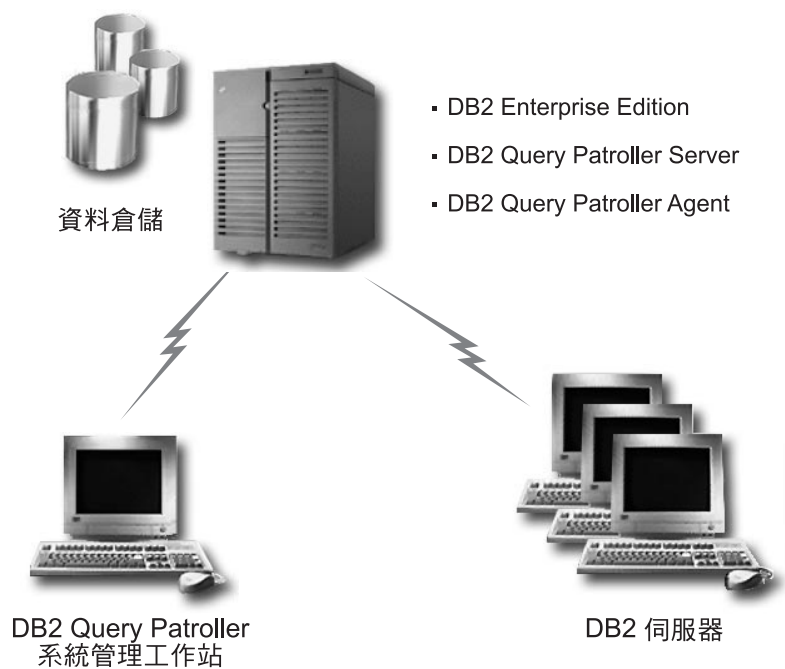 ▪ DB2 Enterprise Edition
▪ DB2 Query Patroller Server
▪ DB2 Query Patroller Agent
資料倉儲
DB2 Query Patroller
系統管理工作站
DB2 伺服器